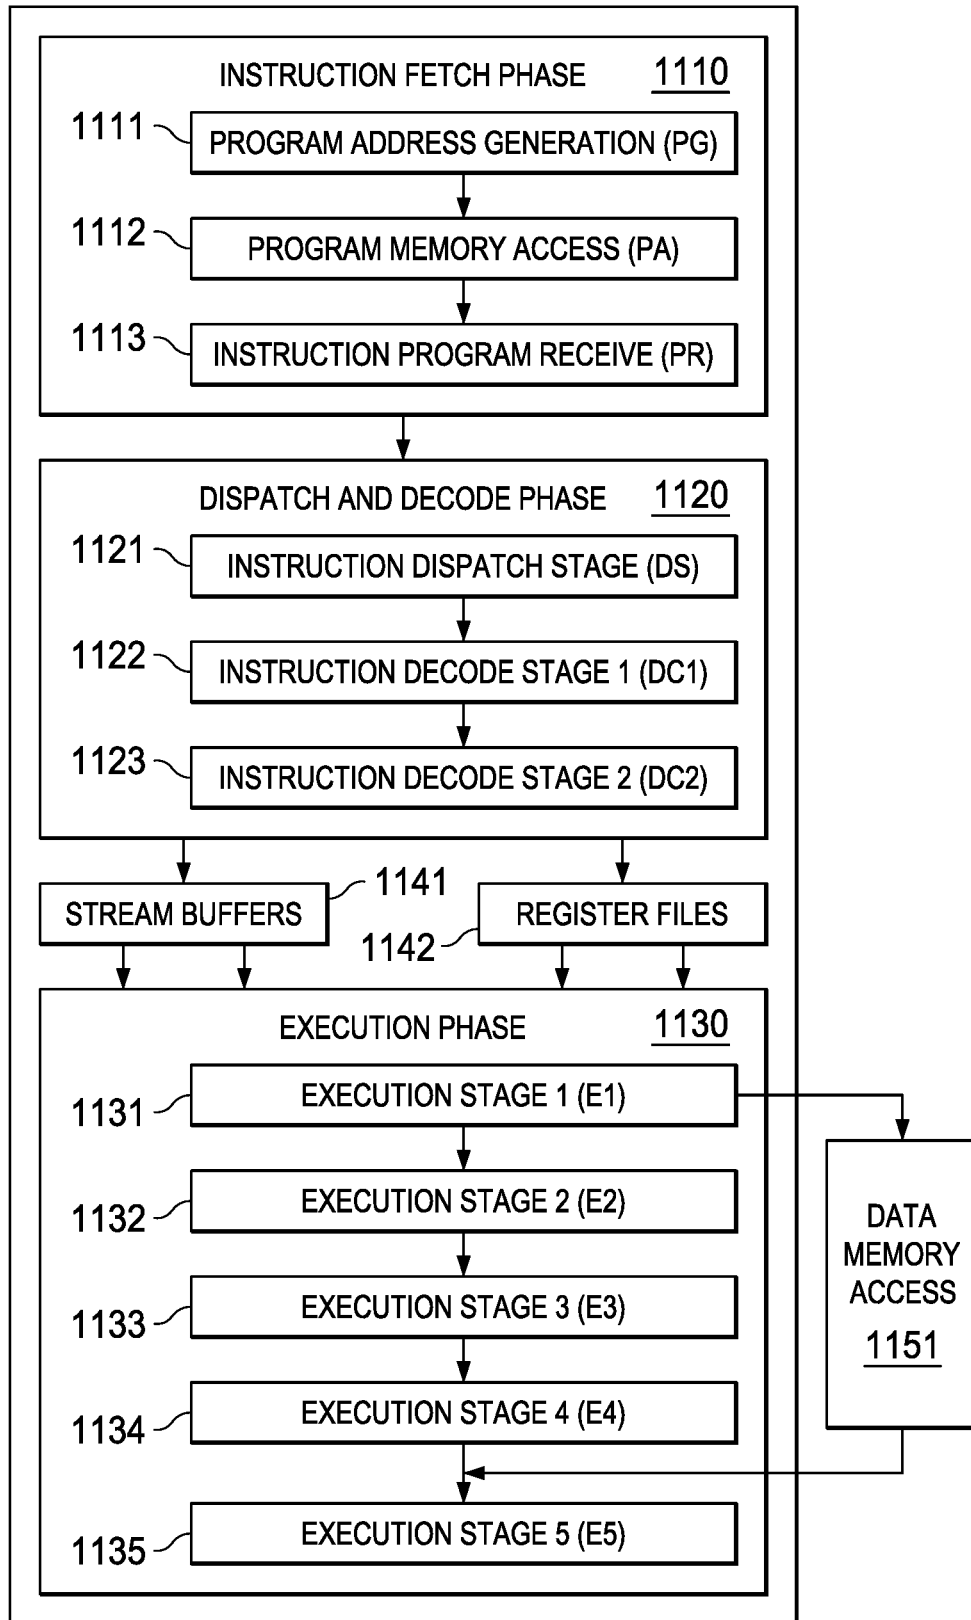 INSTRUCTION FETCH PHASE 1110
1111
PROGRAM ADDRESS GENERATION (PG)
1112
PROGRAM MEMORY ACCESS (PA)
1113
INSTRUCTION PROGRAM RECEIVE (PR)
DISPATCH AND DECODE PHASE 1120
1121
INSTRUCTION DISPATCH STAGE (DS)
1122
INSTRUCTION DECODE STAGE 1 (DC1)
1123
INSTRUCTION DECODE STAGE 2 (DC2)
STREAM BUFFERS
1141
REGISTER FILES
1142
EXECUTION PHASE 1130
EXECUTION STAGE 1 (E1)
1131
EXECUTION STAGE 2 (E2)
1132
EXECUTION STAGE 3 (E3)
1133
EXECUTION STAGE 4 (E4)
1134
EXECUTION STAGE 5 (E5)
1135
DATA
MEMORY
ACCESS
1151